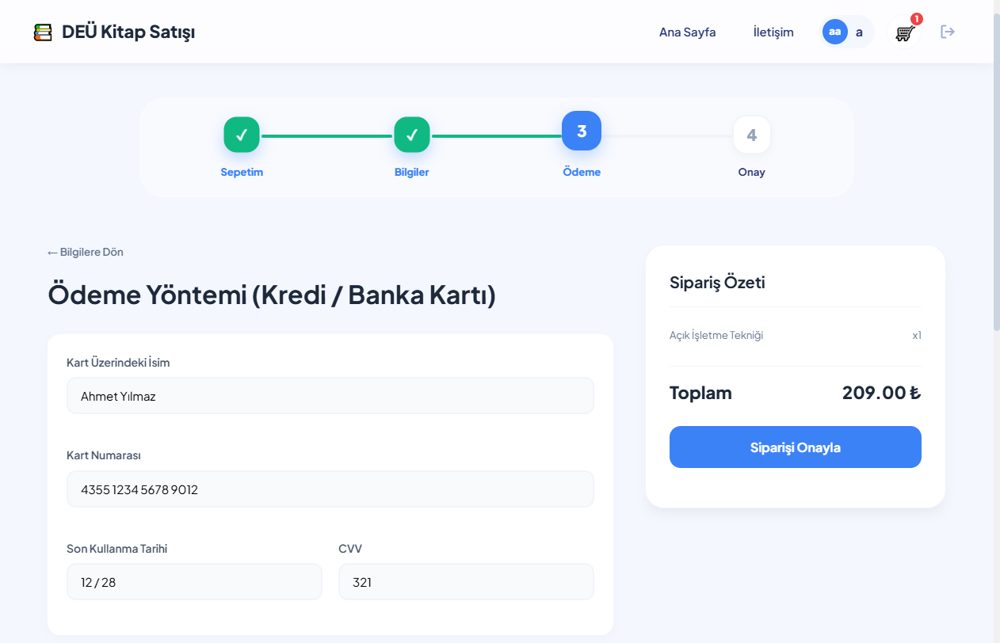 DEÜ Kitap Satışı
Ana Sayfa
İletişim
aa
a
1
✓
✓
3
4
Sepetim
Bilgiler
Ödeme
Onay
← Bilgilere Dön
Ödeme Yöntemi (Kredi / Banka Kartı)
Kart Üzerindeki İsim
Ahmet Yılmaz
Kart Numarası
4355 1234 5678 9012
Son Kullanma Tarihi
CVV
12 / 28
321
Sipariş Özeti
Açık İşletme Tekniği x1
Toplam 209.00 ₺
Siparişi Onayla